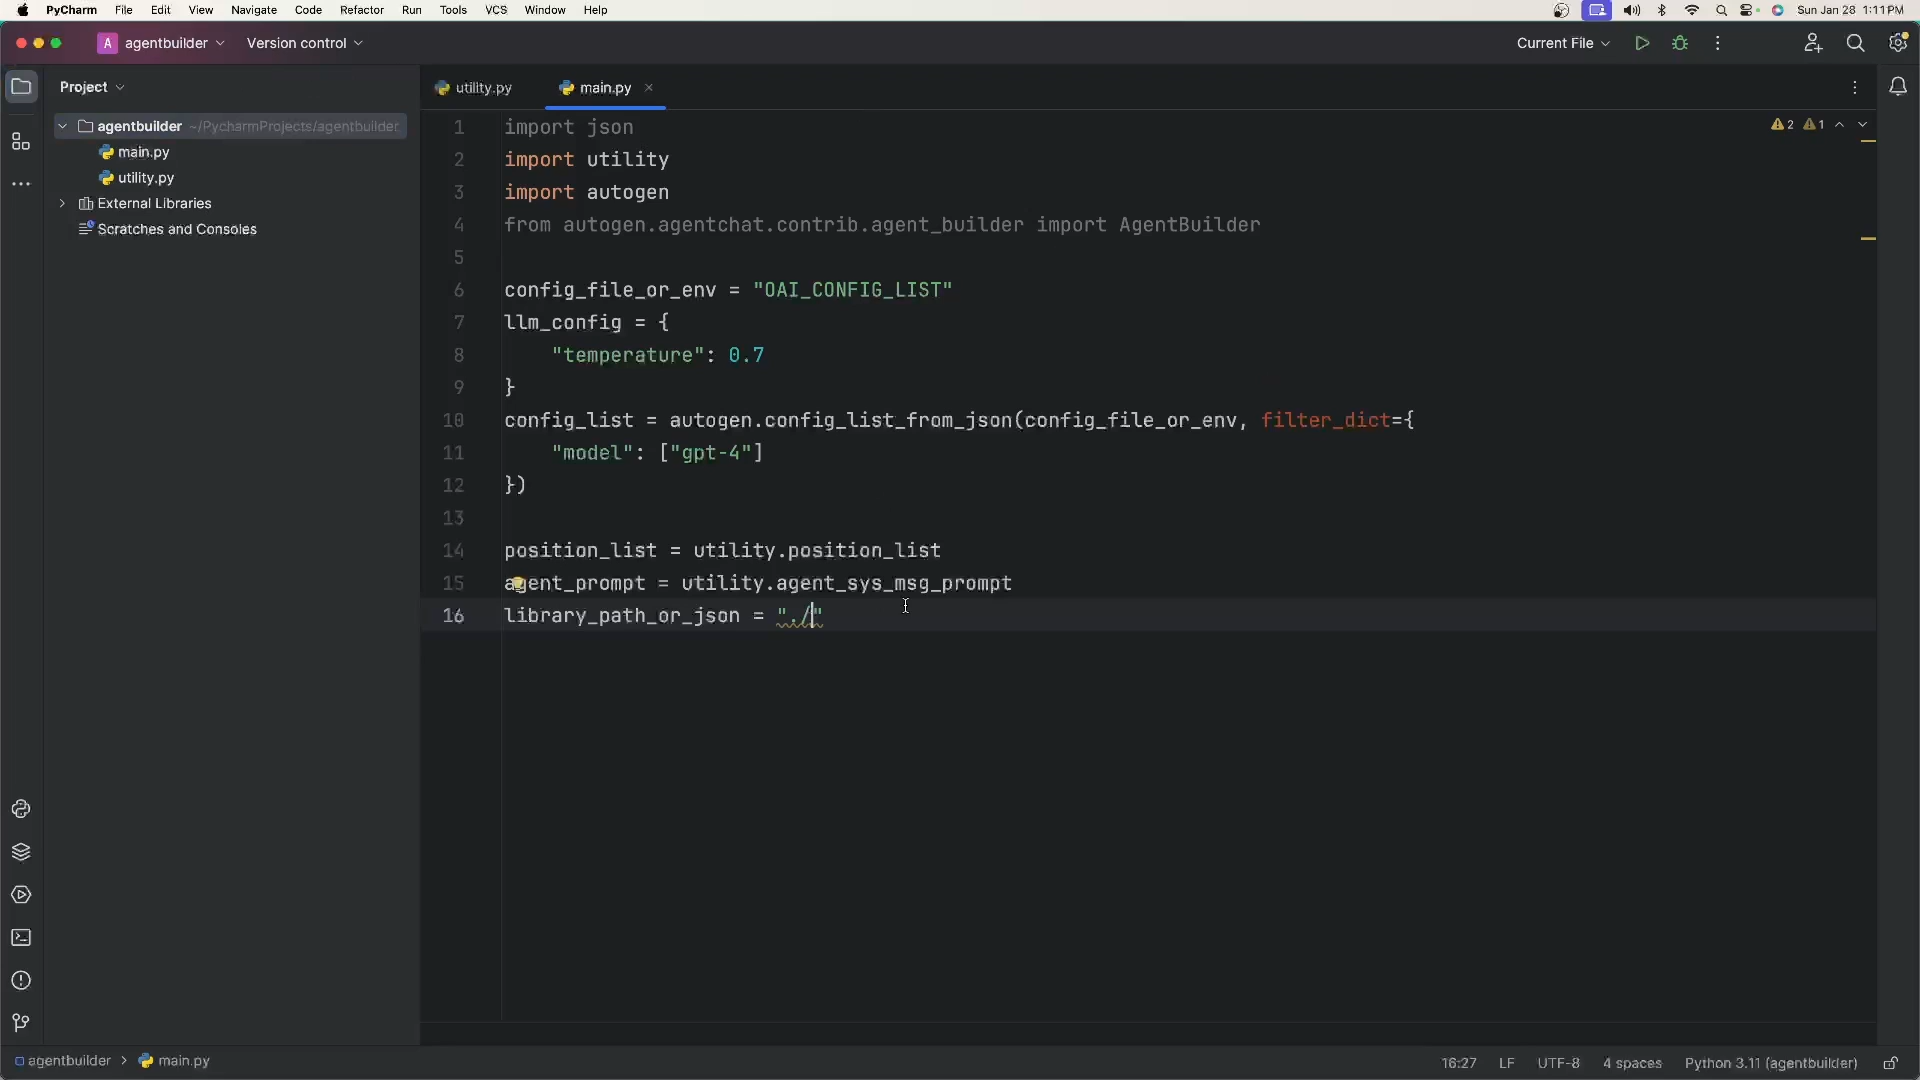 PyCharm File Edit View Navigate Code Refactor Run Tools VCS Window Help Sun Jan 28 1:11 PM
A agentbuilder Version control Current File
Project
utility.py main.py
agentbuilder ~/PycharmProjects/agentbuilder
main.py
utility.py
External Libraries
Scratches and Consoles
2 1
1 import json
2 import utility
3 import autogen
4 from autogen.agentchat.contrib.agent_builder import AgentBuilder
5
6 config_file_or_env = "OAI_CONFIG_LIST"
7 llm_config = {
8 "temperature": 0.7
9 }
10 config_list = autogen.config_list_from_json(config_file_or_env, filter_dict={
11 "model": ["gpt-4"]
12 })
13
14 position_list = utility.position_list
15 agent_prompt = utility.agent_sys_msg_prompt
16 library_path_or_json = "./"
agentbuilder main.py 16:27 LF UTF-8 4 spaces Python 3.11 (agentbuilder)